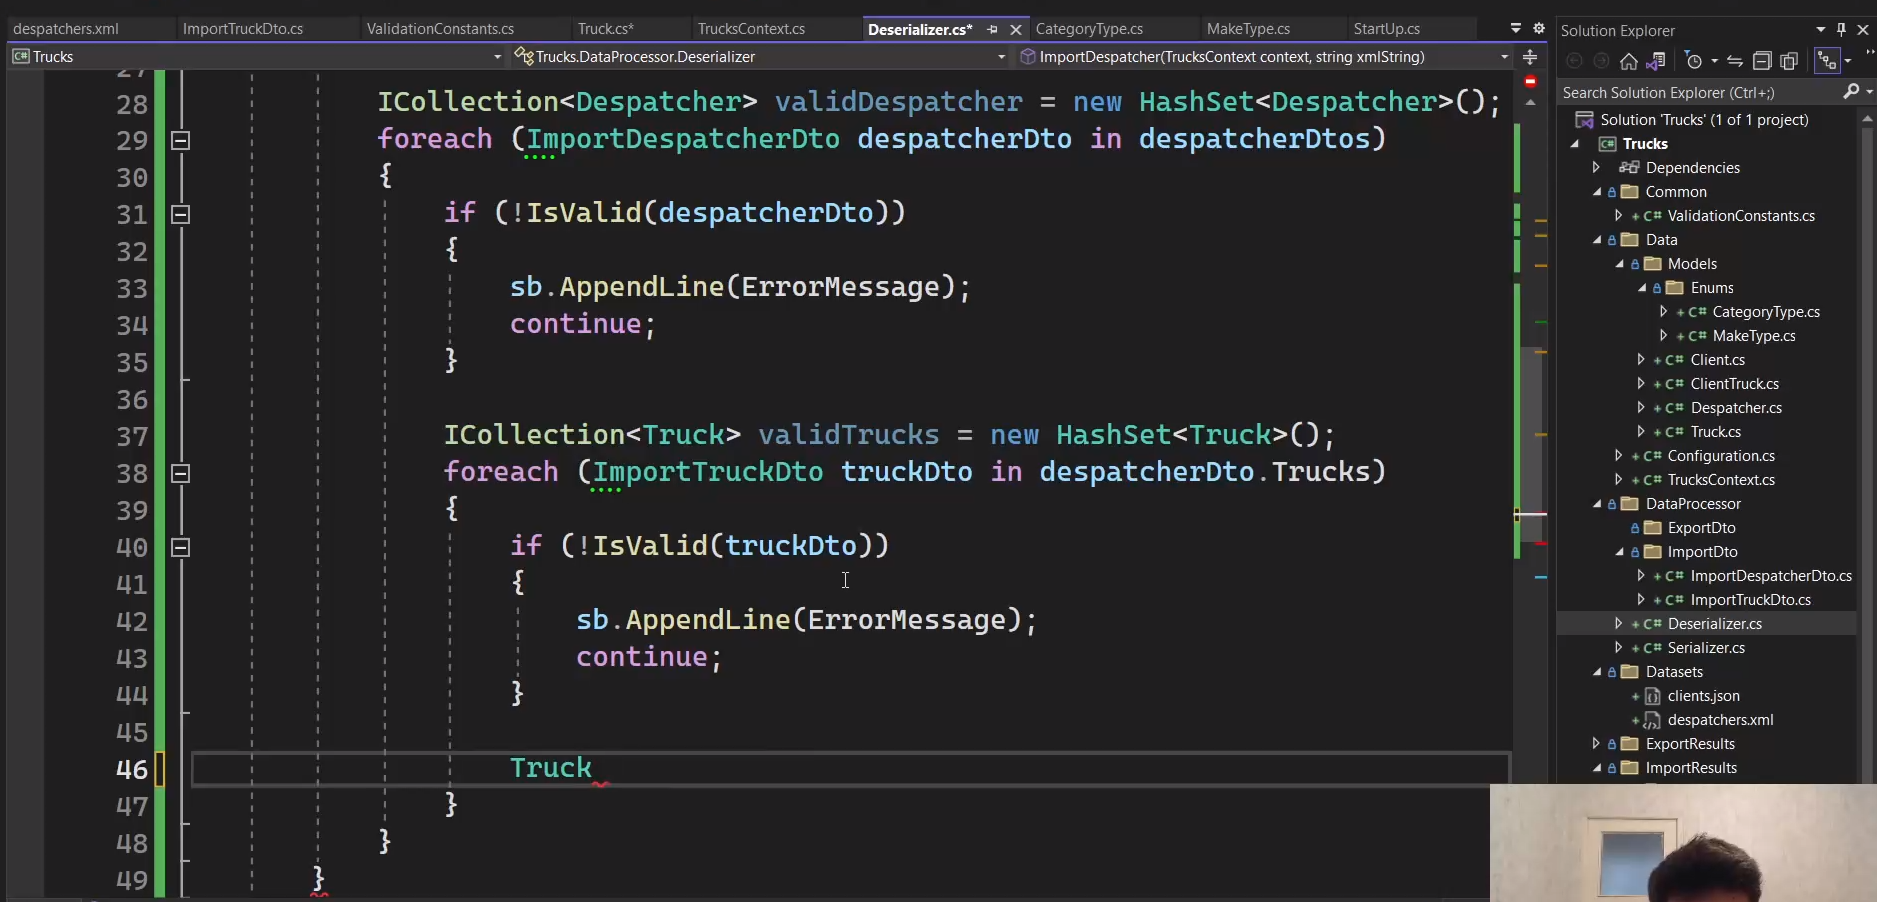 despatchers.xml ImportTruckDto.cs ValidationConstants.cs Truck.cs* TrucksContext.cs Deserializer.cs* CategoryType.cs MakeType.cs StartUp.cs
Trucks Trucks.DataProcessor.Deserializer ImportDespatcher(TrucksContext context, string xmlString)
27
28 ICollection<Despatcher> validDespatcher = new HashSet<Despatcher>();
29 foreach (ImportDespatcherDto despatcherDto in despatcherDtos)
30 {
31 if (!IsValid(despatcherDto))
32 {
33 sb.AppendLine(ErrorMessage);
34 continue;
35 }
36
37 ICollection<Truck> validTrucks = new HashSet<Truck>();
38 foreach (ImportTruckDto truckDto in despatcherDto.Trucks)
39 {
40 if (!IsValid(truckDto))
41 {
42 sb.AppendLine(ErrorMessage);
43 continue;
44 }
45
46 Truck
47 }
48 }
49 }
Solution Explorer
Search Solution Explorer (Ctrl+;)
Solution 'Trucks' (1 of 1 project)
C# Trucks
Dependencies
Common
C# ValidationConstants.cs
Data
Models
Enums
C# CategoryType.cs
C# MakeType.cs
C# Client.cs
C# ClientTruck.cs
C# Despatcher.cs
C# Truck.cs
C# Configuration.cs
C# TrucksContext.cs
DataProcessor
ExportDto
ImportDto
C# ImportDespatcherDto.cs
C# ImportTruckDto.cs
C# Deserializer.cs
C# Serializer.cs
Datasets
clients.json
despatchers.xml
ExportResults
ImportResults